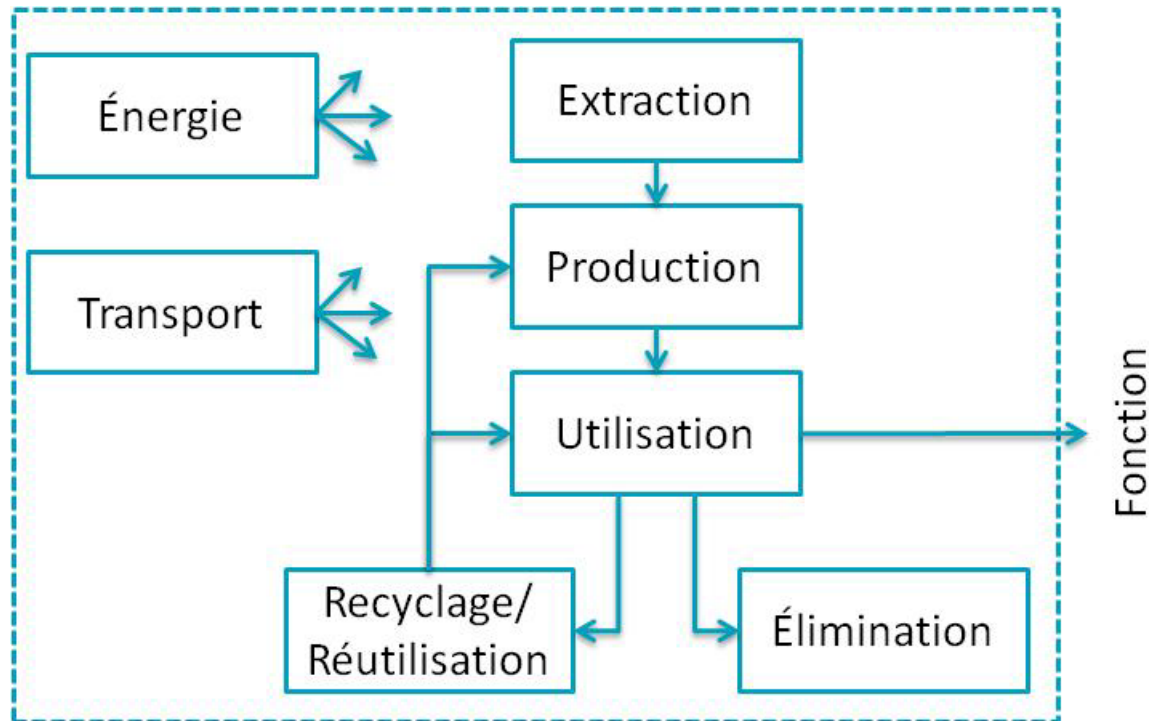 Énergie
Extraction
Transport
Production
Utilisation
Fonction
Recyclage/
Réutilisation
Élimination